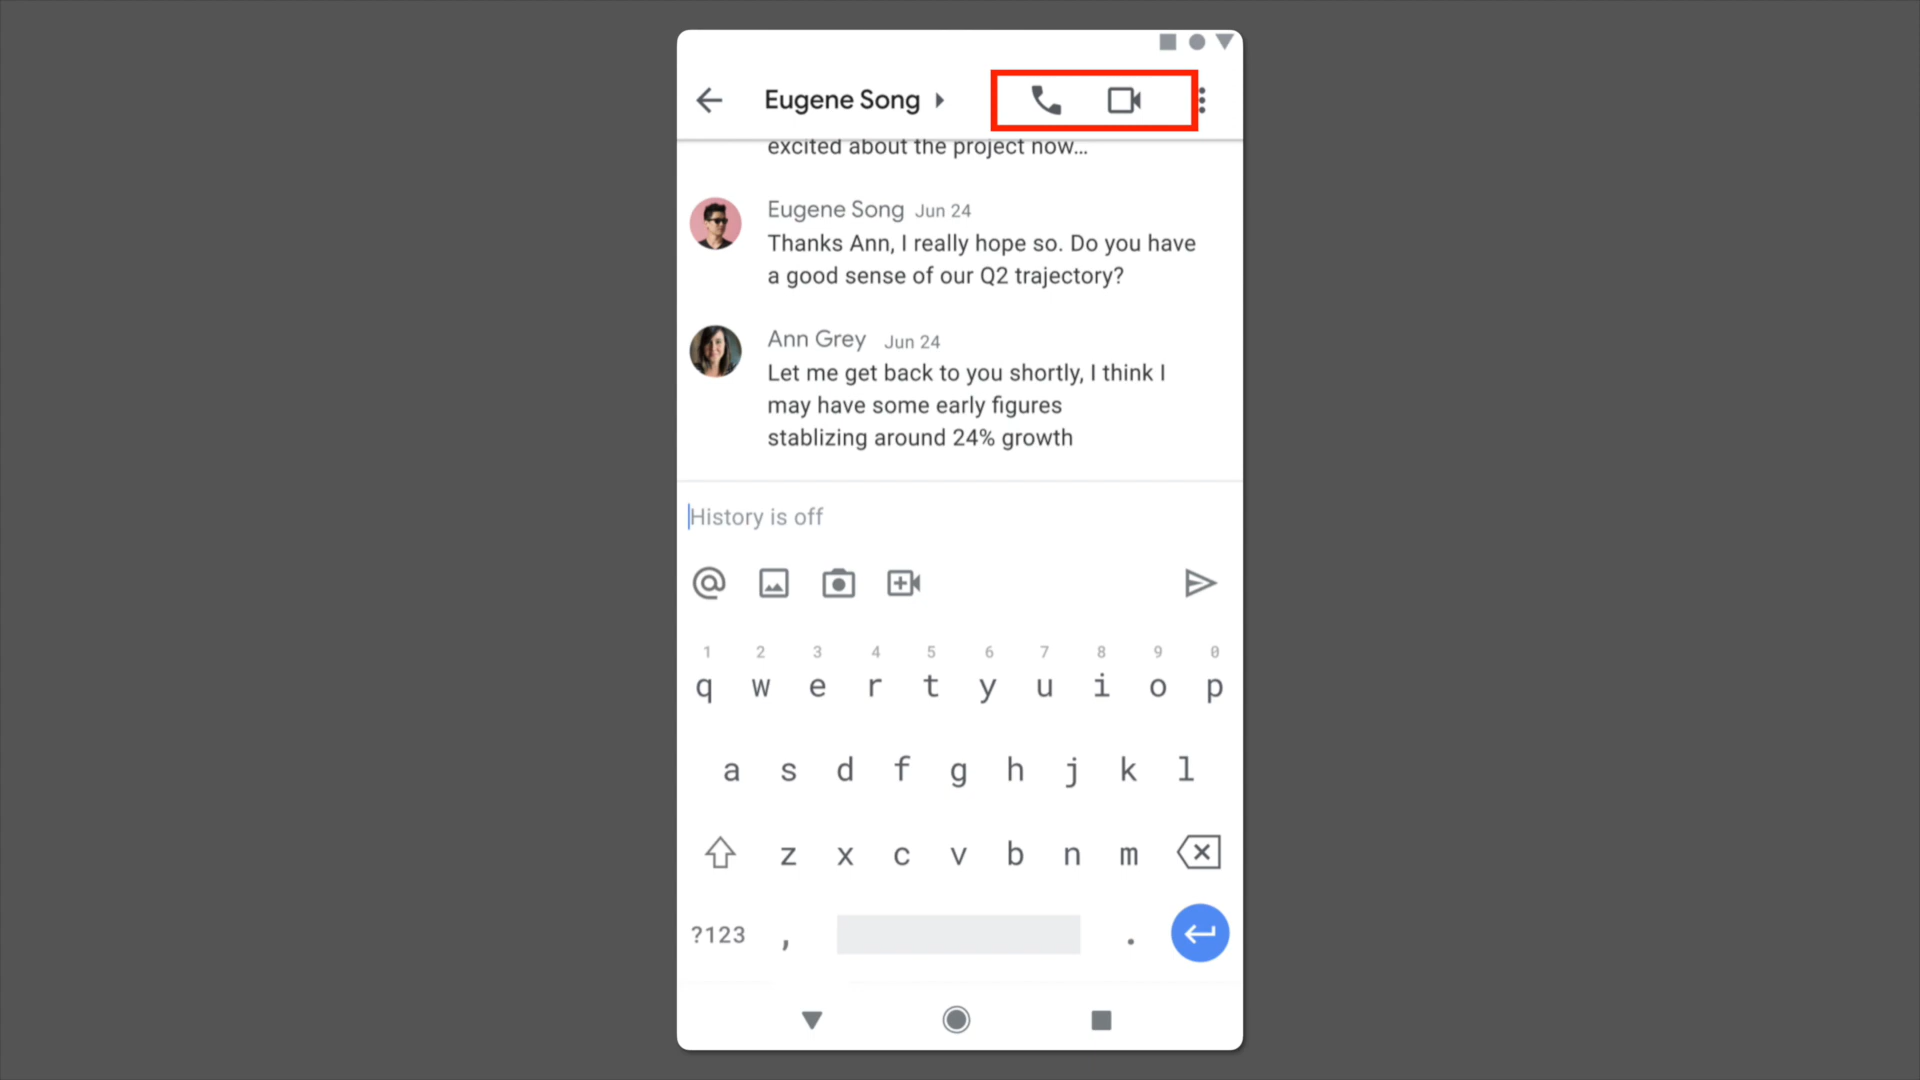 Eugene Song
excited about the project now...
Eugene Song Jun 24
Thanks Ann, I really hope so. Do you have
a good sense of our Q2 trajectory?
Ann Grey Jun 24
Let me get back to you shortly, I think I
may have some early figures
stablizing around 24% growth
History is off
1 2 3 4 5 6 7 8 9 0
q w e r t y u i o p
a s d f g h j k l
z x c v b n m
?123 , .